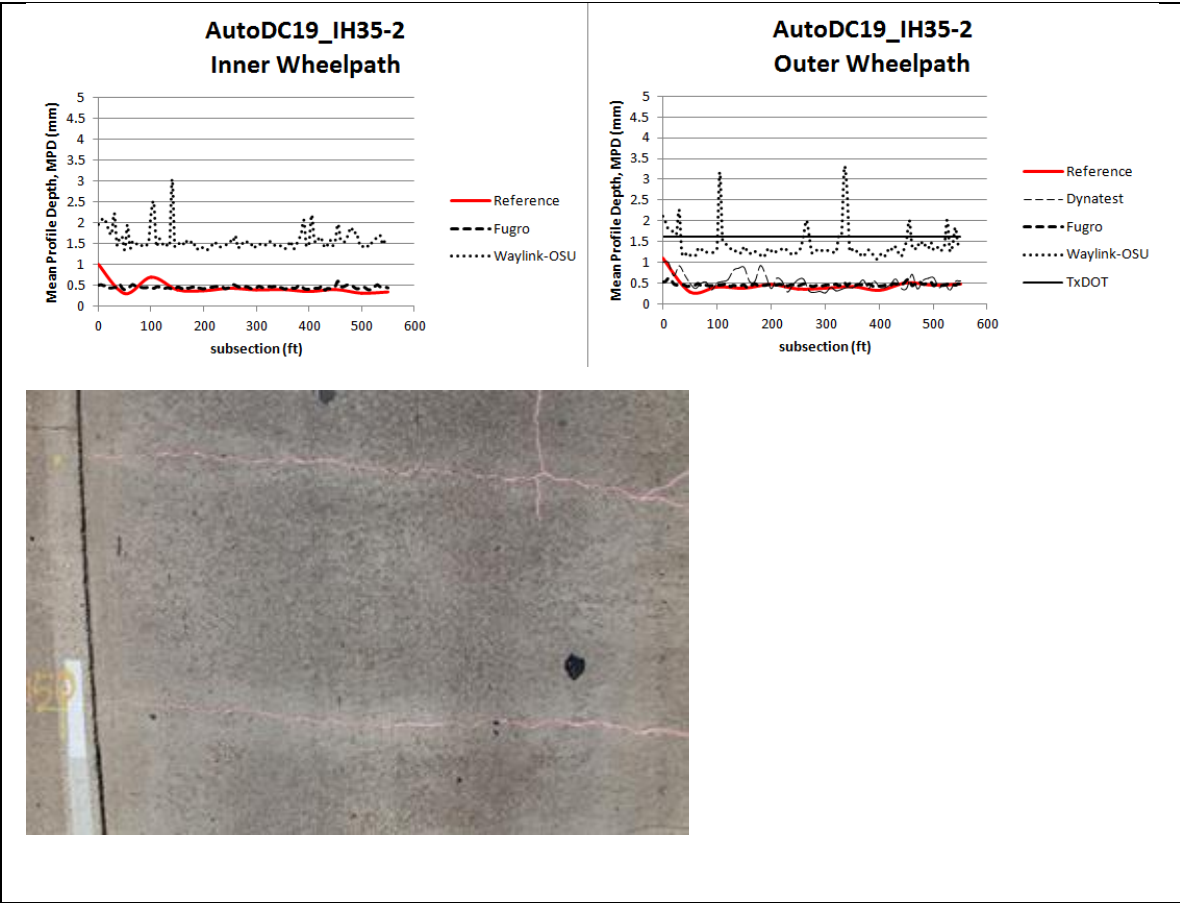 AutoDC19_IH35-2
Inner Wheelpath
Mean Profile Depth, MPD (mm)
5
4.5
4
3.5
3
2.5
2
1.5
1
0.5
0
0
100
200
300
400
500
600
subsection (ft)
Reference
Fugro
Waylink-OSU
AutoDC19_IH35-2
Outer Wheelpath
Mean Profile Depth, MPD (mm)
5
4.5
4
3.5
3
2.5
2
1.5
1
0.5
0
0
100
200
300
400
500
600
subsection (ft)
Reference
Dynatest
Fugro
Waylink-OSU
TxDOT